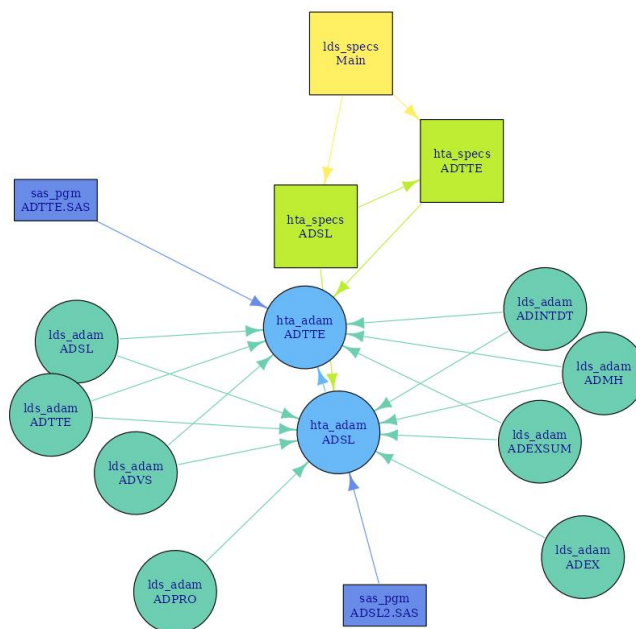 lds_specs
Main
hta_specs
ADTTE
sas_pgm
ADTTE.SAS
hta_specs
ADSL
lds_adam
ADINTDT
hta_adam
ADTTE
lds_adam
ADSL
lds_adam
ADMH
lds_adam
ADTTE
hta_adam
ADSL
lds_adam
ADEXSUM
lds_adam
ADVS
lds_adam
ADEX
lds_adam
ADPRO
sas_pgm
ADSL2.SAS